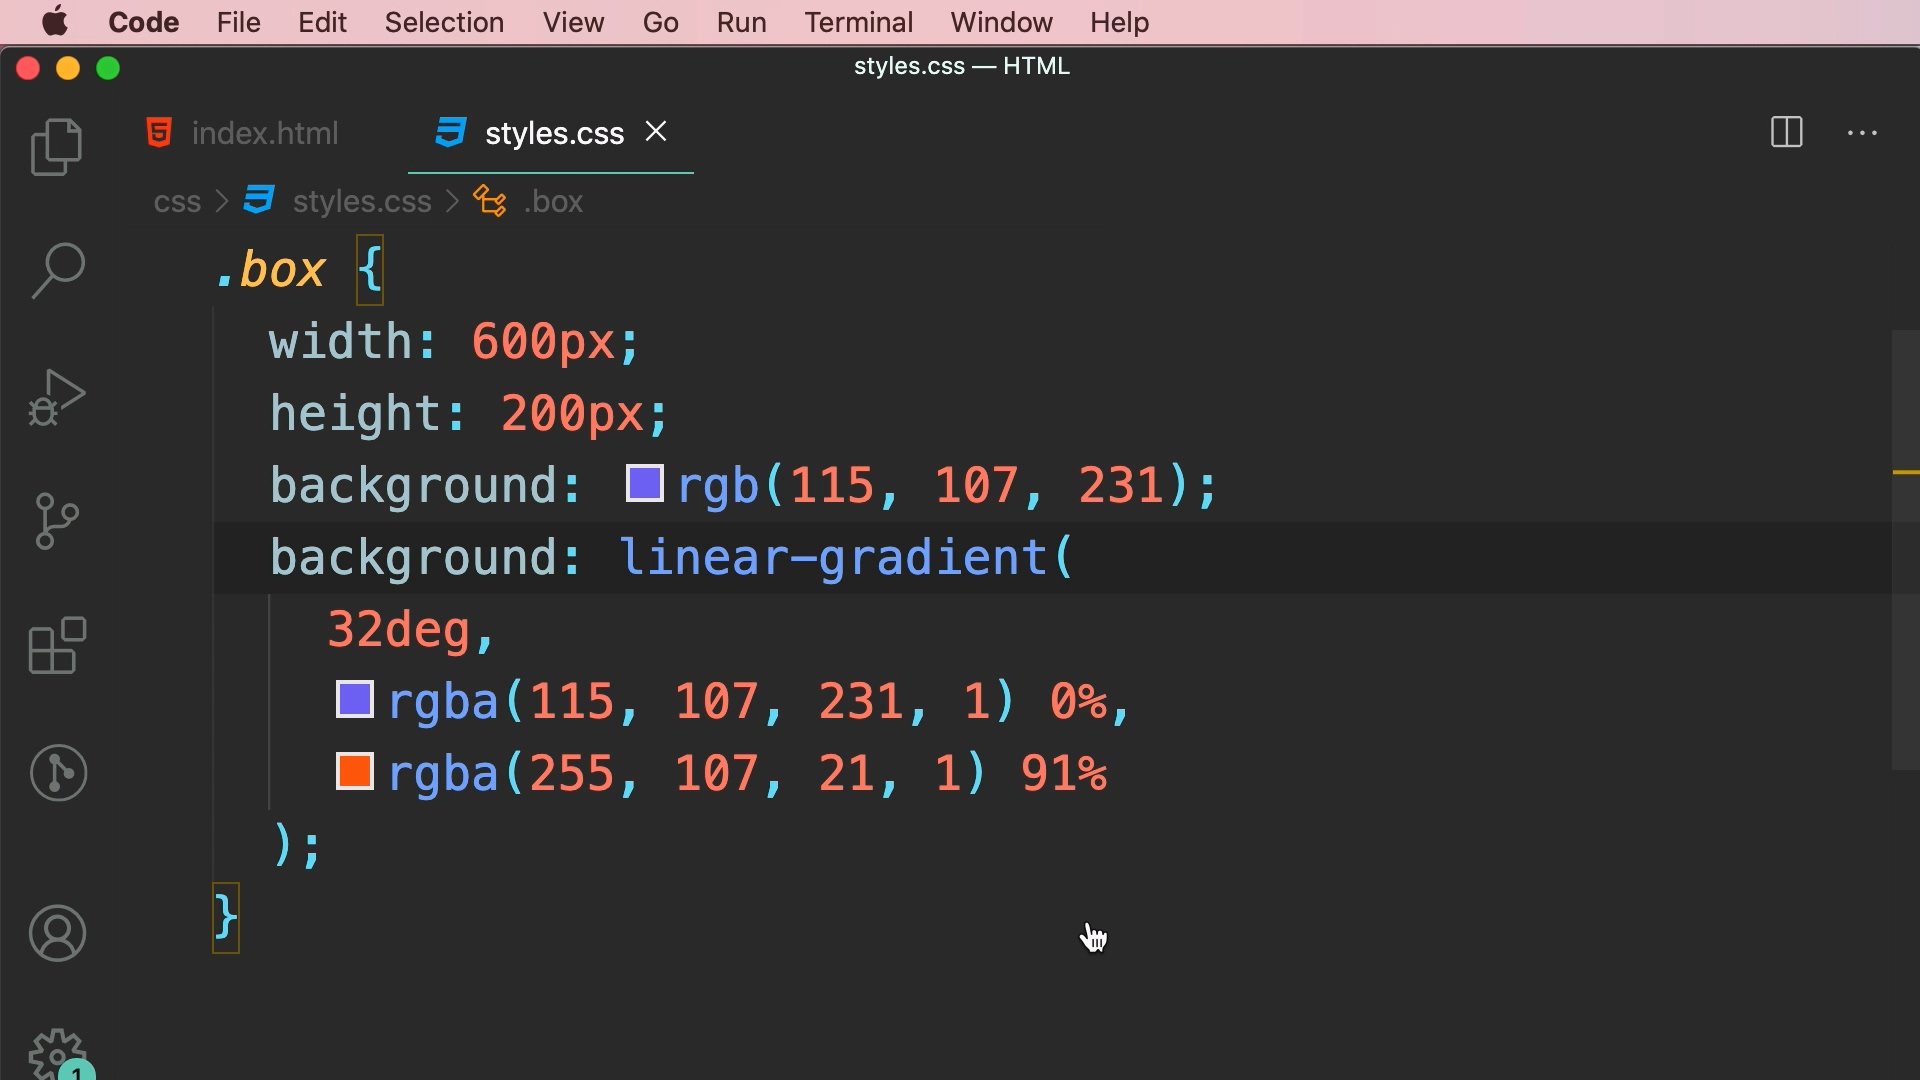 Code File Edit Selection View Go Run Terminal Window Help
styles.css — HTML
index.html styles.css
css > styles.css > .box
.box {
width: 600px;
height: 200px;
background: rgb(115, 107, 231);
background: linear-gradient(
32deg,
rgba(115, 107, 231, 1) 0%,
rgba(255, 107, 21, 1) 91%
);
}
1